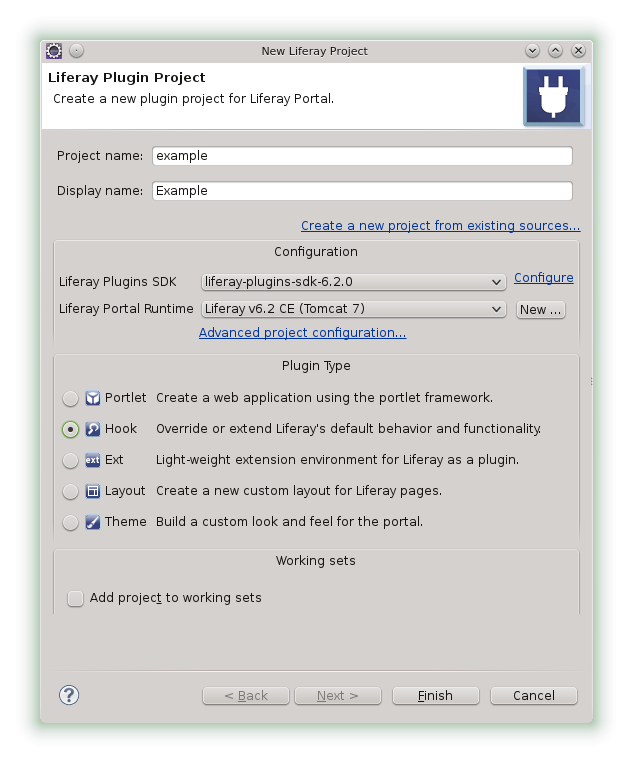 New Liferay Project
Liferay Plugin Project
Create a new plugin project for Liferay Portal.
Project name: example
Display name: Example
Create a new project from existing sources...
Configuration
Liferay Plugins SDK liferay-plugins-sdk-6.2.0 Configure
Liferay Portal Runtime Liferay v6.2 CE (Tomcat 7) New ...
Advanced project configuration...
Plugin Type
Portlet Create a web application using the portlet framework.
Hook Override or extend Liferay's default behavior and functionality.
ext Ext Light-weight extension environment for Liferay as a plugin.
Layout Create a new custom layout for Liferay pages.
Theme Build a custom look and feel for the portal.
Working sets
Add project to working sets
? < Back Next > Finish Cancel